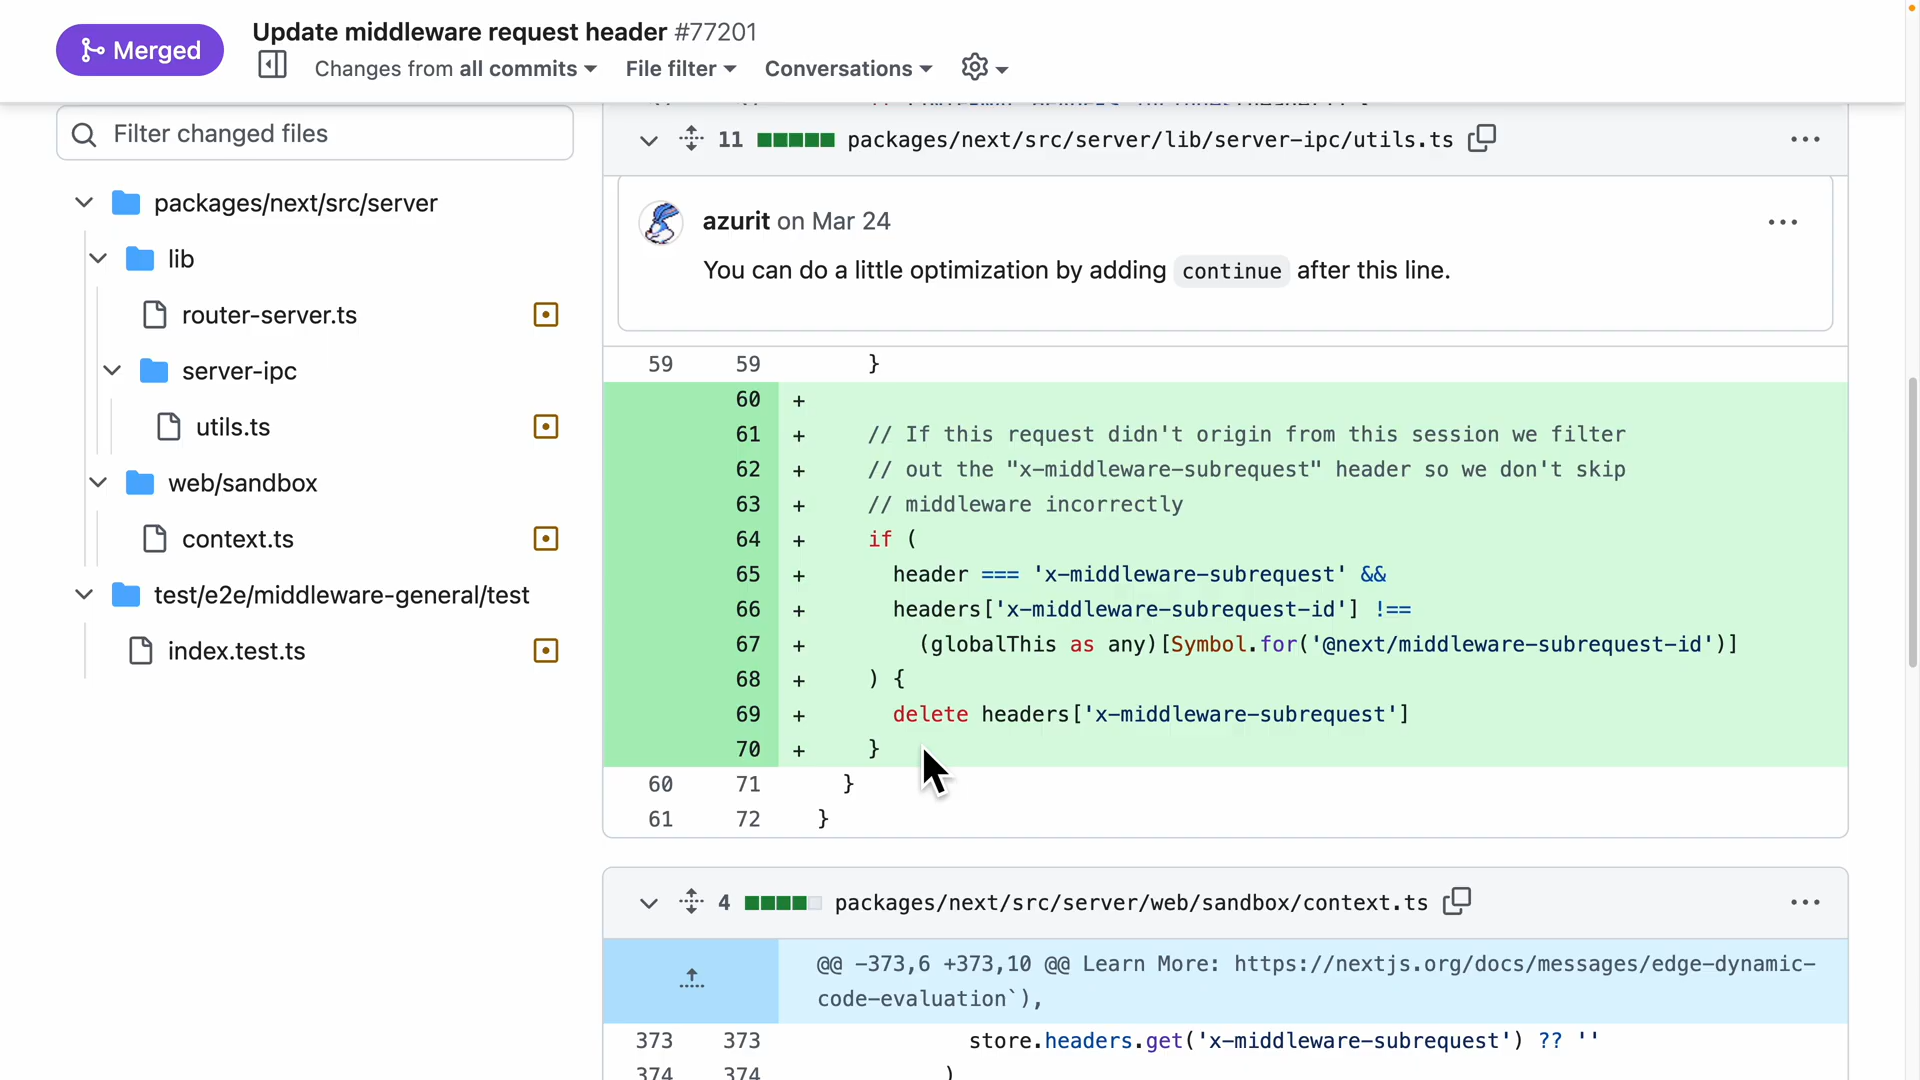 Merged
Update middleware request header #77201
Changes from all commits
File filter
Conversations
Filter changed files
packages/next/src/server
lib
router-server.ts
server-ipc
utils.ts
web/sandbox
context.ts
test/e2e/middleware-general/test
index.test.ts
11 packages/next/src/server/lib/server-ipc/utils.ts
azurit on Mar 24
You can do a little optimization by adding continue after this line.
59 59 }
60 +
61 + // If this request didn't origin from this session we filter
62 + // out the "x-middleware-subrequest" header so we don't skip
63 + // middleware incorrectly
64 + if (
65 + header === 'x-middleware-subrequest' &&
66 + headers['x-middleware-subrequest-id'] !==
67 + (globalThis as any)[Symbol.for('@next/middleware-subrequest-id')]
68 + ) {
69 + delete headers['x-middleware-subrequest']
70 + }
60 71 }
61 72 }
4 packages/next/src/server/web/sandbox/context.ts
@@ -373,6 +373,10 @@ Learn More: https://nextjs.org/docs/messages/edge-dynamic-
code-evaluation`),
373 373 store.headers.get('x-middleware-subrequest') ?? ''
374 374 )